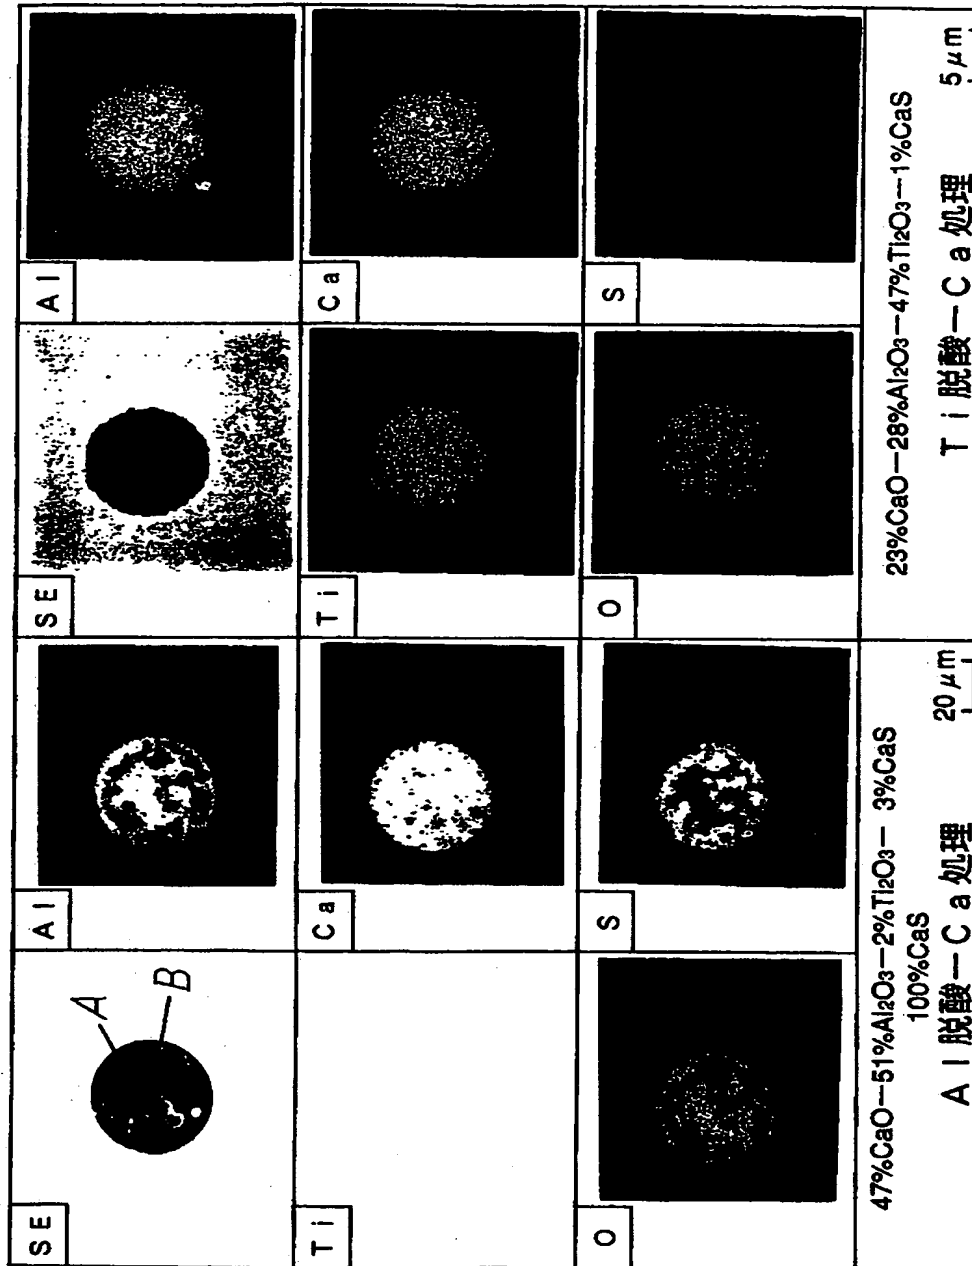 SE
Al
SE
Al
A
B
Ti
Ca
Ti
Ca
O
S
O
S
47%CaO—51%Al2O3—2%Ti2O3— 3%CaS
100%CaS
Al脱酸—Ca処理
20μm
23%CaO—28%Al2O3—47%Ti2O3—1%CaS
Ti脱酸—Ca処理
5μm